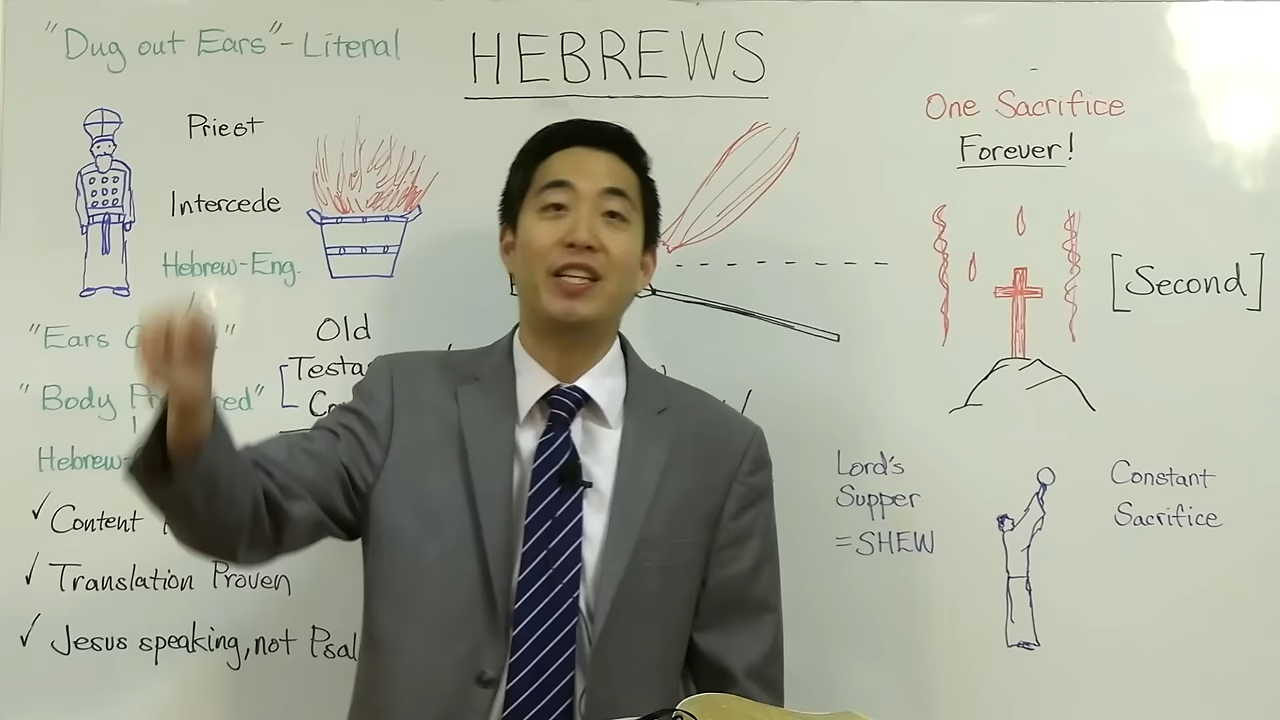 "Dug out Ears"-Literal
HEBREWS
Priest
Intercede
Hebrew-Eng.
"Ears
"Body
Hebrew-
✓ Content
✓ Translation Proven
✓ Jesus speaking, not
Old
One Sacrifice
Forever!
[Second]
Lord's
Supper
=SHEW
Constant
Sacrifice